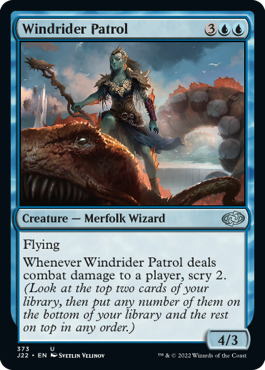 Windrider Patrol 3
Creature — Merfolk Wizard
Flying
Whenever Windrider Patrol deals
combat damage to a player, scry 2.
(Look at the top two cards of your
library, then put any number of them on
the bottom of your library and the rest
on top in any order.)
4/3
373 U
J22 • EN Svetlin Velinov
™ & © 2022 Wizards of the Coast